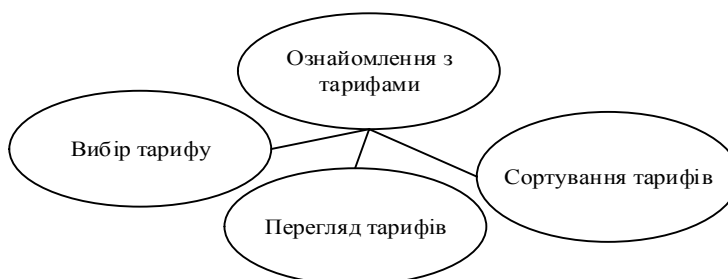 Ознайомлення з
тарифами
Вибір тарифу
Сортування тарифів
Перегляд тарифів